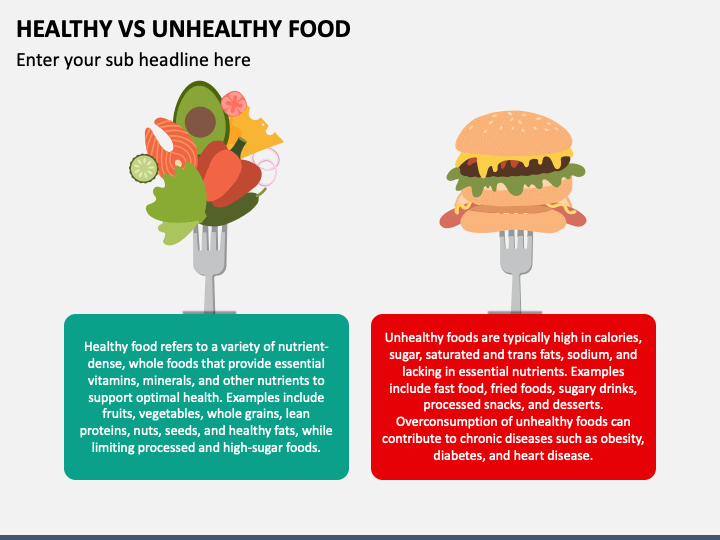 HEALTHY VS UNHEALTHY FOOD
Enter your sub headline here
Healthy food refers to a variety of nutrient-
dense, whole foods that provide essential
vitamins, minerals, and other nutrients to
support optimal health. Examples include
fruits, vegetables, whole grains, lean
proteins, nuts, seeds, and healthy fats, while
limiting processed and high-sugar foods.
Unhealthy foods are typically high in calories,
sugar, saturated and trans fats, sodium, and
lacking in essential nutrients. Examples
include fast food, fried foods, sugary drinks,
processed snacks, and desserts.
Overconsumption of unhealthy foods can
contribute to chronic diseases such as obesity,
diabetes, and heart disease.